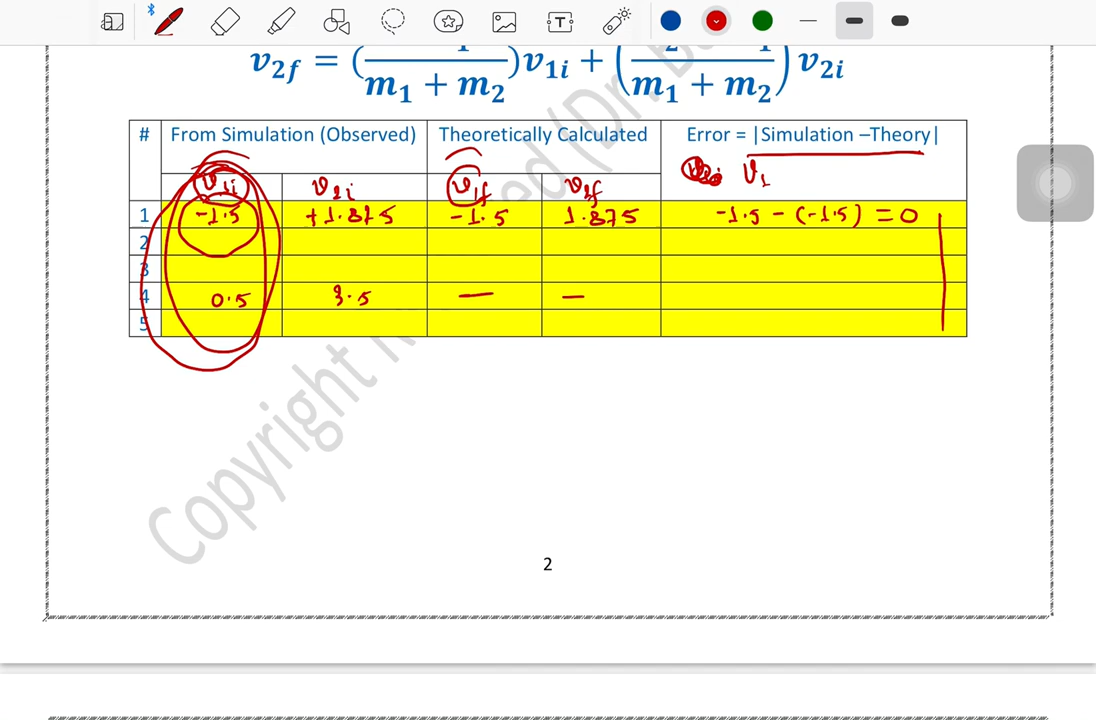 v2f = ( / m1 + m2 )v1i + ( / m1 + m2 ) v2i
# From Simulation (Observed) Theoretically Calculated Error = |Simulation –Theory|
v1i v2i v1f v2f v1
1 -1.5 +1.875 -1.5 1.875 -1.5 - (-1.5) = 0
2
3
4 0.5 3.5 — —
5
Copyright
2